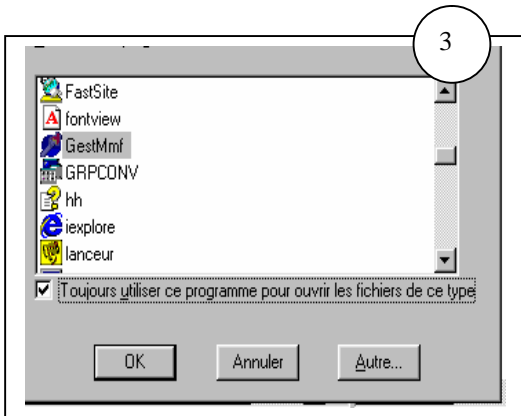 3
FastSite
fontview
GestMmf
GRPCONV
hh
iexplore
lanceur
Toujours utiliser ce programme pour ouvrir les fichiers de ce type
OK Annuler Autre...